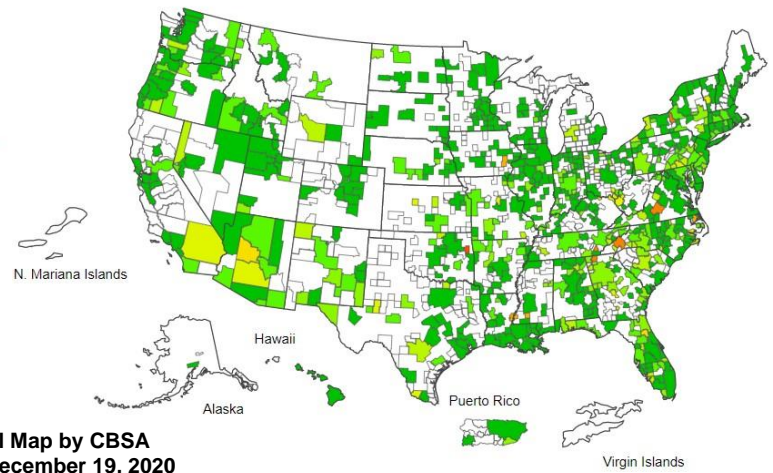 N. Mariana Islands
Hawaii
Alaska
Puerto Rico
Virgin Islands
Map by CBSA
ecember 19, 2020